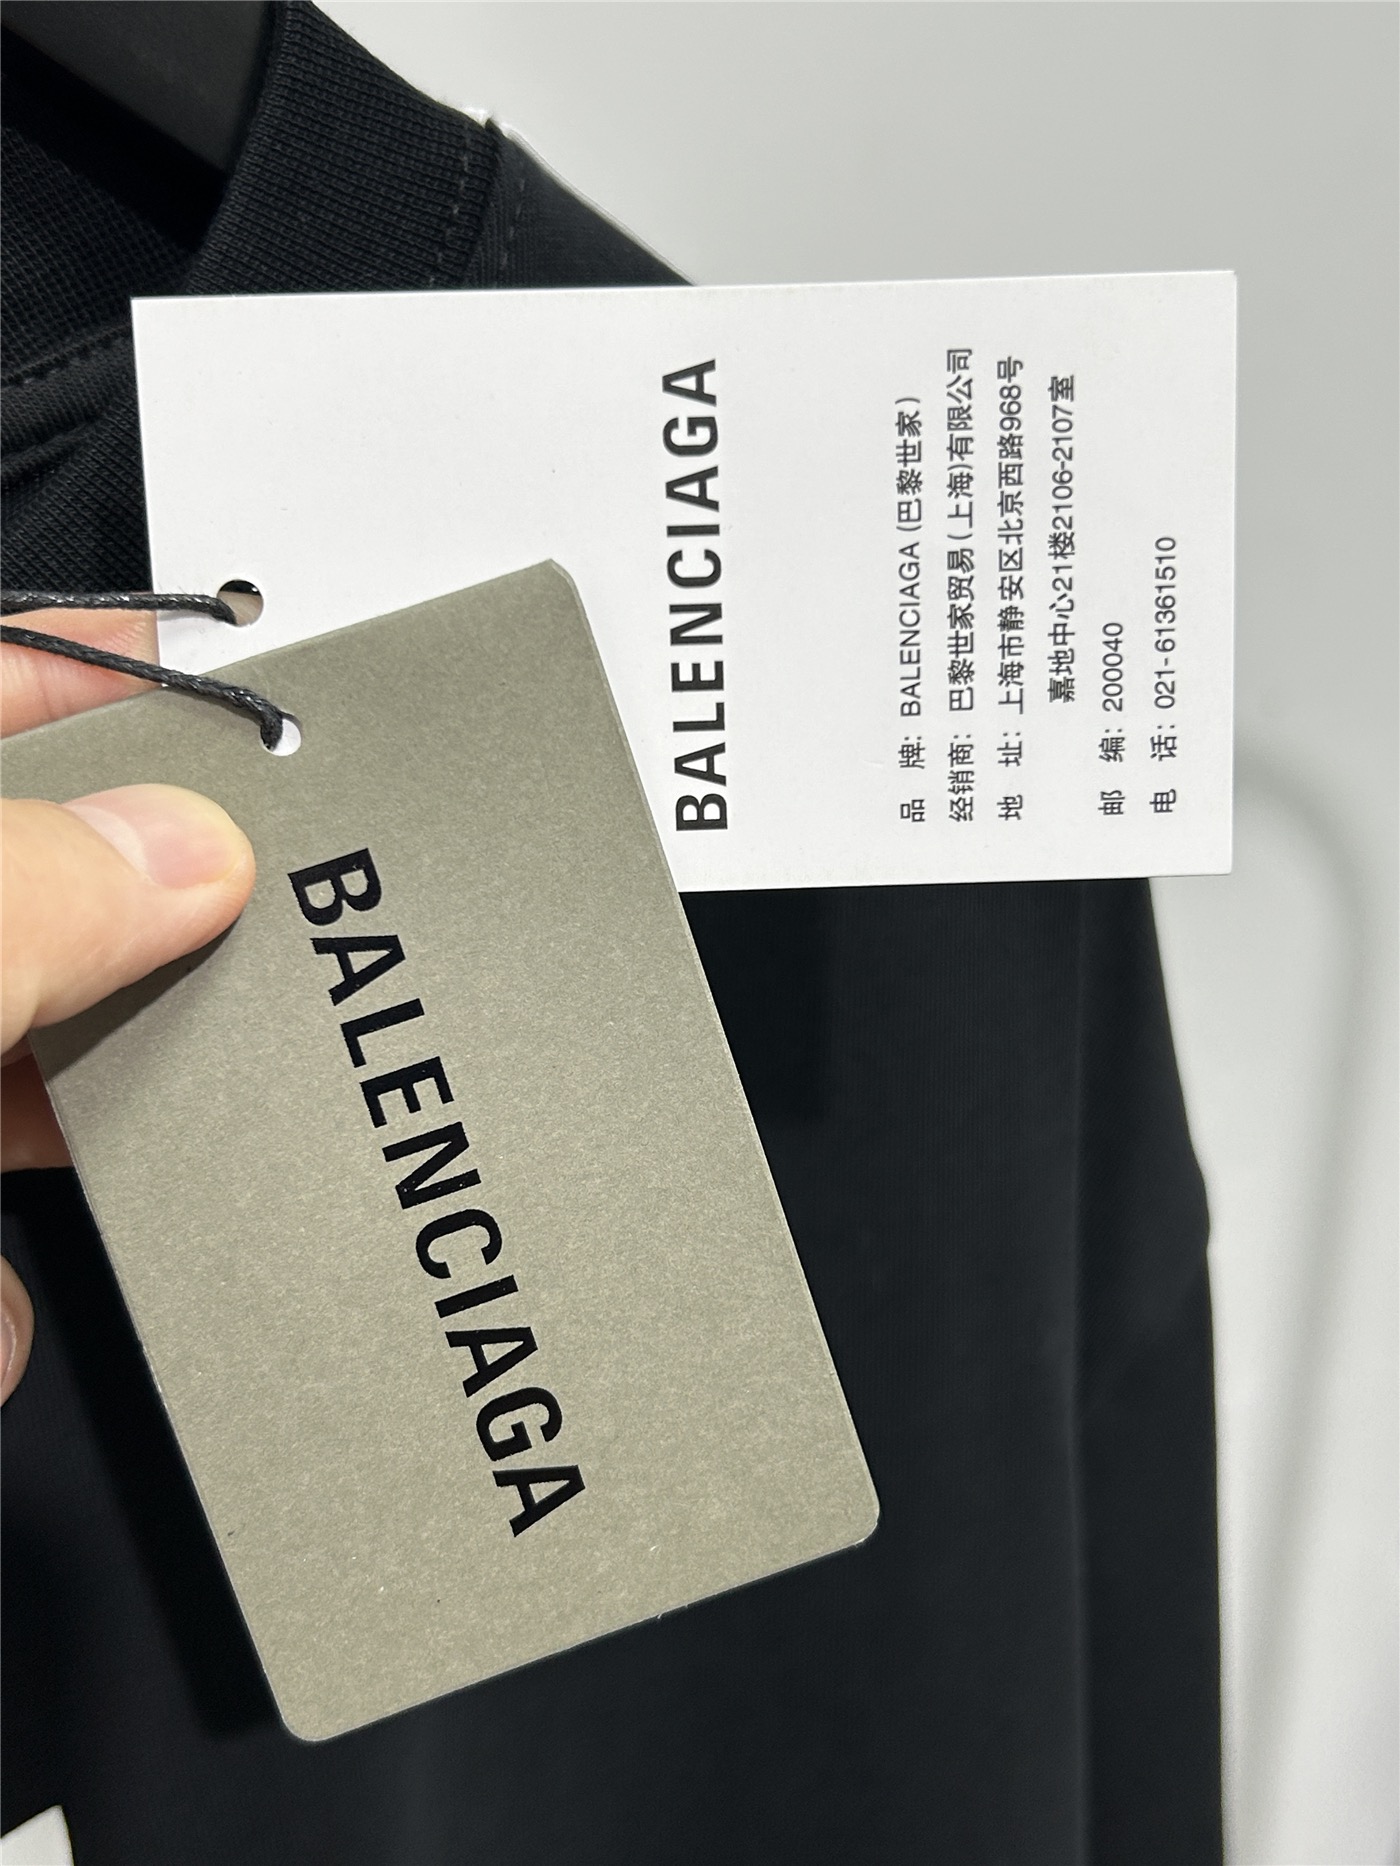 BALENCIAGA
品 牌: BALENCIAGA (巴黎世家)
经销商: 巴黎世家贸易(上海)有限公司
地 址: 上海市静安区北京西路968号
嘉地中心21楼2106-2107室
邮 编: 200040
电 话: 021-61361510
BALENCIAGA